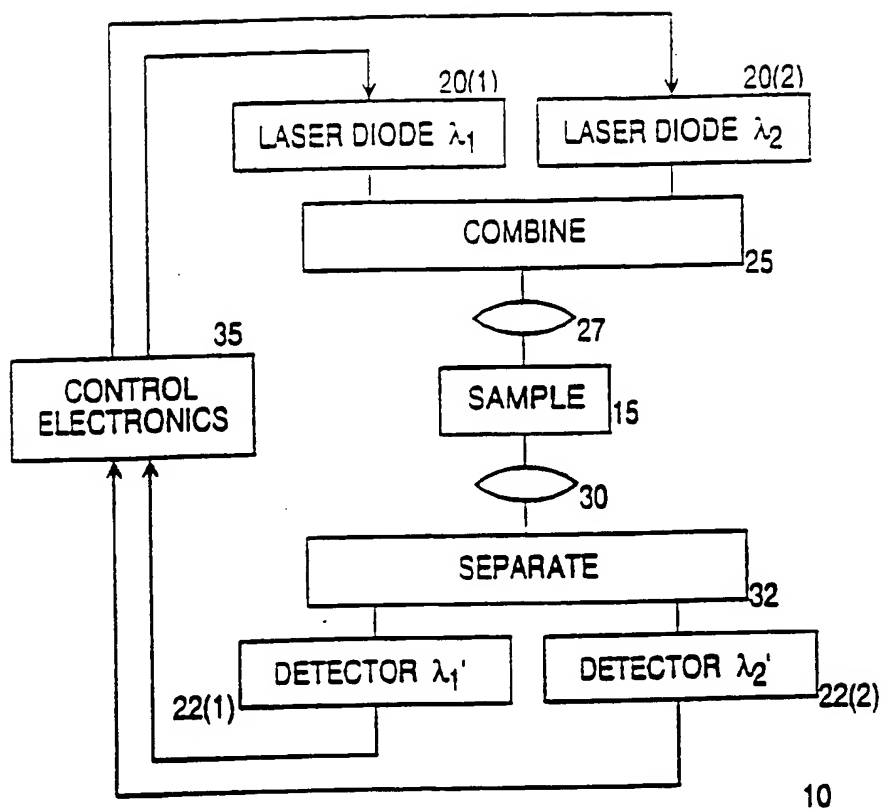 20(1)
20(2)
LASER DIODE λ1
LASER DIODE λ2
COMBINE
25
27
35
CONTROL
ELECTRONICS
SAMPLE
15
30
SEPARATE
32
DETECTOR λ1'
DETECTOR λ2'
22(1)
22(2)
10